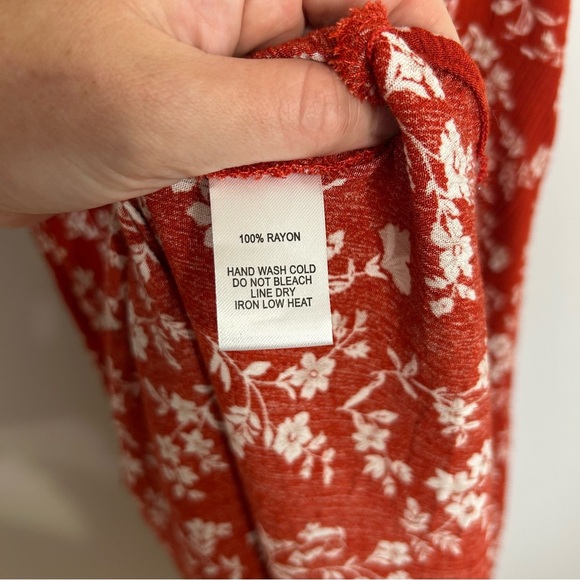 100% RAYON
HAND WASH COLD
DO NOT BLEACH
LINE DRY
IRON LOW HEAT